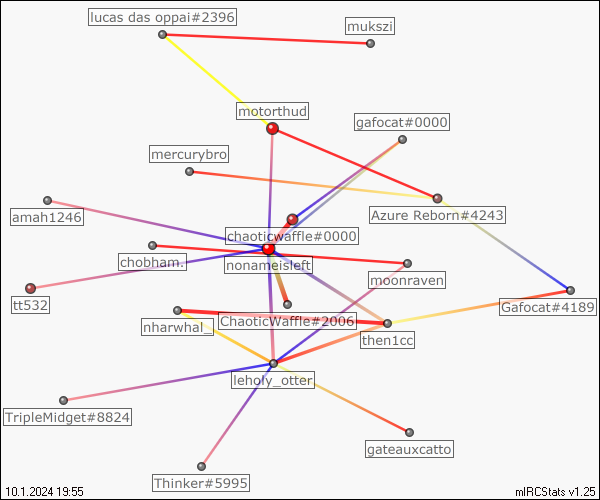 lucas das oppai#2396
mukszi
motorthud
gafocat#0000
mercurybro
amah1246
Azure Reborn#4243
chaoticwaffle#0000
chobham.
nonameisleft
moonraven
tt532
Gafocat#4189
ChaoticWaffle#2006
nharwhal_
then1cc
leholy_otter
TripleMidget#8824
gateauxcatto
Thinker#5995
10.1.2024 19:55
mIRCStats v1.25